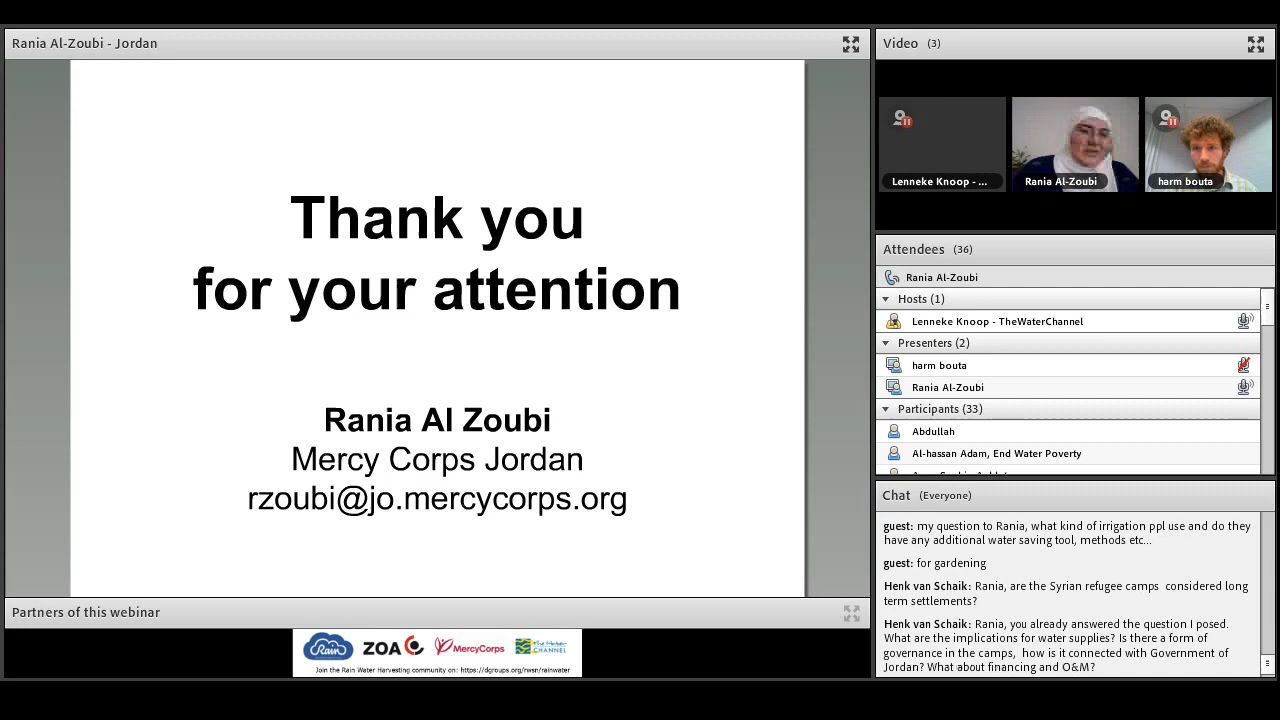 Rania Al-Zoubi - Jordan
Thank you
for your attention
Rania Al Zoubi
Mercy Corps Jordan
rzoubi@jo.mercycorps.org
Partners of this webinar
Rain
ZOA
MercyCorps
The Water
CHANNEL
Join the Rain Water Harvesting community on: https://dgroups.org/rwsn/rainwater
Video (3)
Lenneke Knoop - ...
Rania Al-Zoubi
harm bouta
Attendees (36)
Rania Al-Zoubi
Hosts (1)
Lenneke Knoop - TheWaterChannel
Presenters (2)
harm bouta
Rania Al-Zoubi
Participants (33)
Abdullah
Al-hassan Adam, End Water Poverty
Chat (Everyone)
guest: my question to Rania, what kind of irrigation ppl use and do they
have any additional water saving tool, methods etc...
guest: for gardening
Henk van Schaik: Rania, are the Syrian refugee camps considered long
term settlements?
Henk van Schaik: Rania, you already answered the question I posed.
What are the implications for water supplies? Is there a form of
governance in the camps, how is it connected with Government of
Jordan? What about financing and O&M?